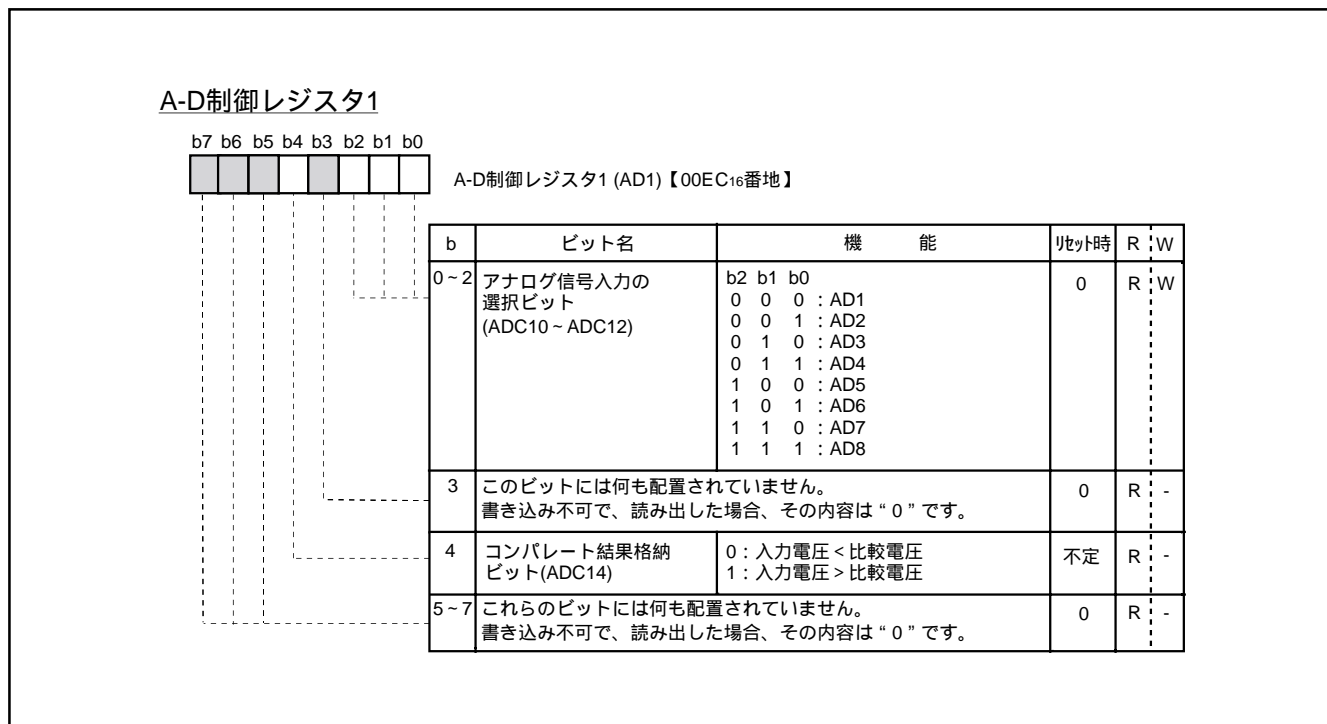 A-D制御レジスタ1
b7 b6 b5 b4 b3 b2 b1 b0
A-D制御レジスタ1 (AD1)【00EC16番地】
b ビット名 機 能 リセット時 R W
0~2 アナログ信号入力の
選択ビット
(ADC10~ADC12)
b2 b1 b0
0 0 0 : AD1
0 0 1 : AD2
0 1 0 : AD3
0 1 1 : AD4
1 0 0 : AD5
1 0 1 : AD6
1 1 0 : AD7
1 1 1 : AD8
0 R W
3 このビットには何も配置されていません。
書き込み不可で、読み出した場合、その内容は“0”です。
0 R -
4 コンパレート結果格納
ビット(ADC14)
0:入力電圧<比較電圧
1:入力電圧>比較電圧
不定 R -
5~7 これらのビットには何も配置されていません。
書き込み不可で、読み出した場合、その内容は“0”です。
0 R -